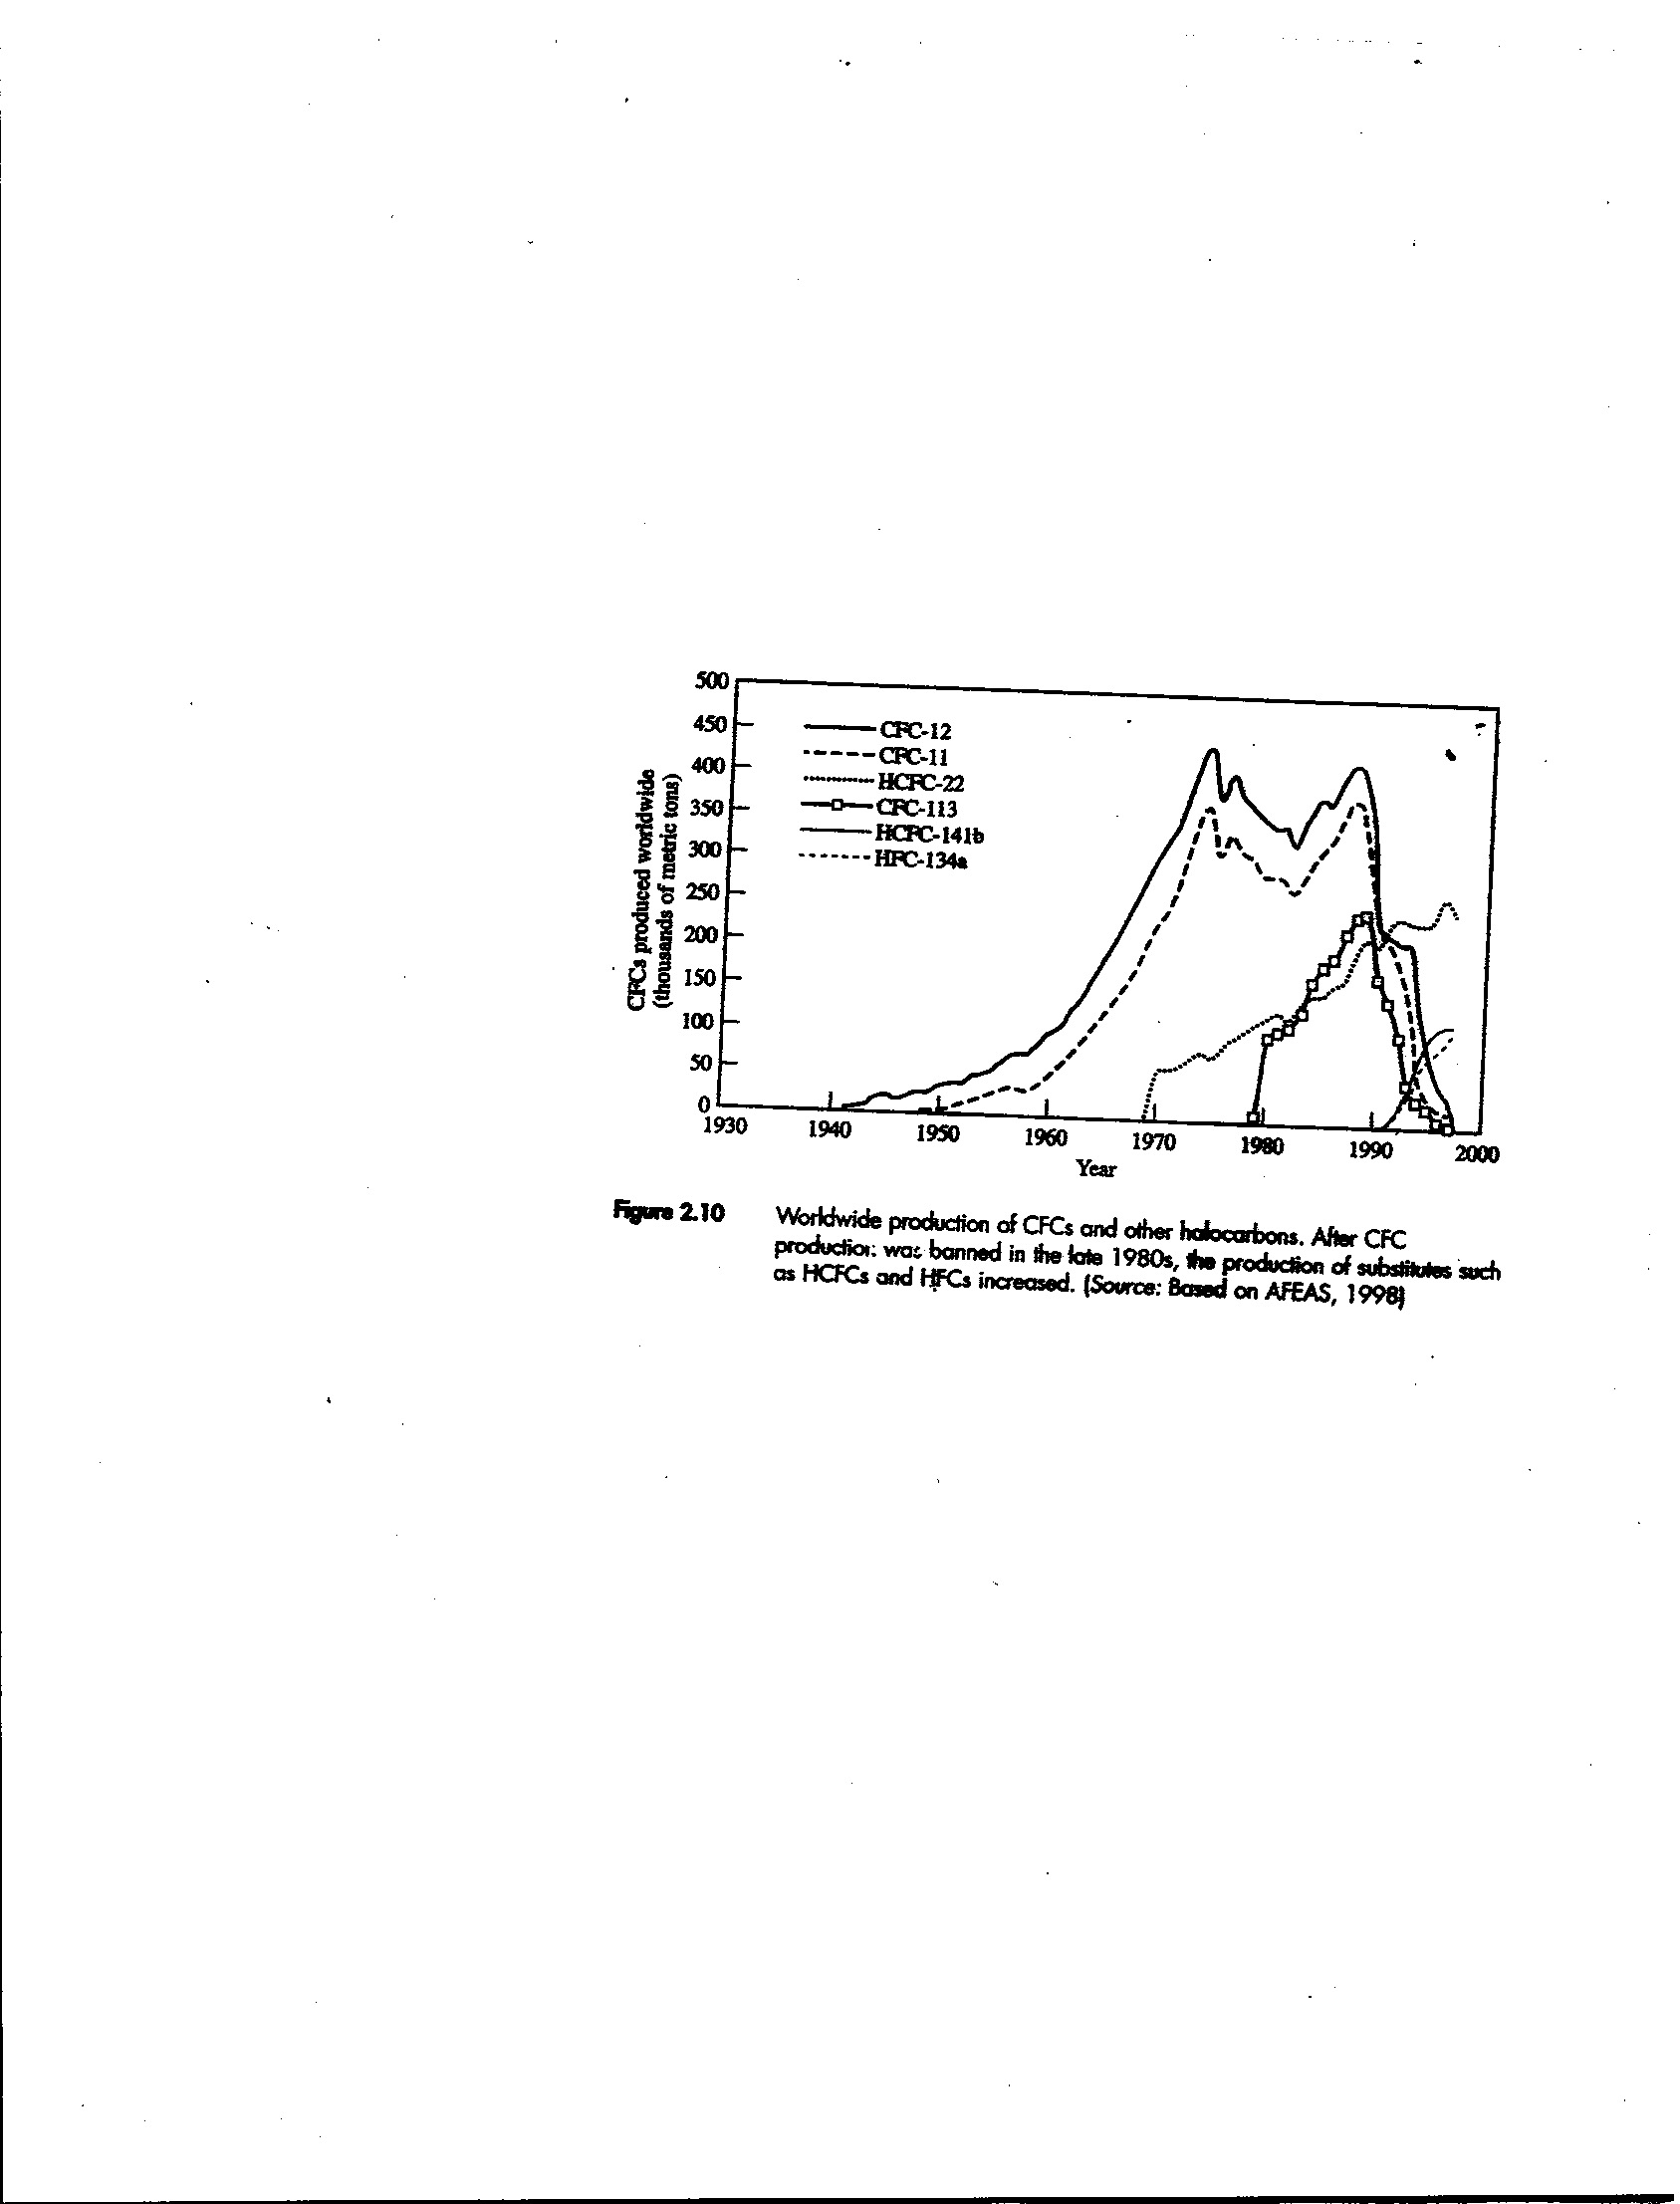 500
450
400
350
300
250
200
150
100
50
0
CFCs produced worldwide
(thousands of metric tons)
CFC-12
CFC-11
HCFC-22
CFC-113
HCFC-141b
HFC-134a
1930 1940 1950 1960 1970 1980 1990 2000
Year
Figure 2.10 Worldwide production of CFCs and other halocarbons. After CFC
production was banned in the late 1980s, the production of substitutes such
as HCFCs and HFCs increased. (Source: Based on AFEAS, 1998)